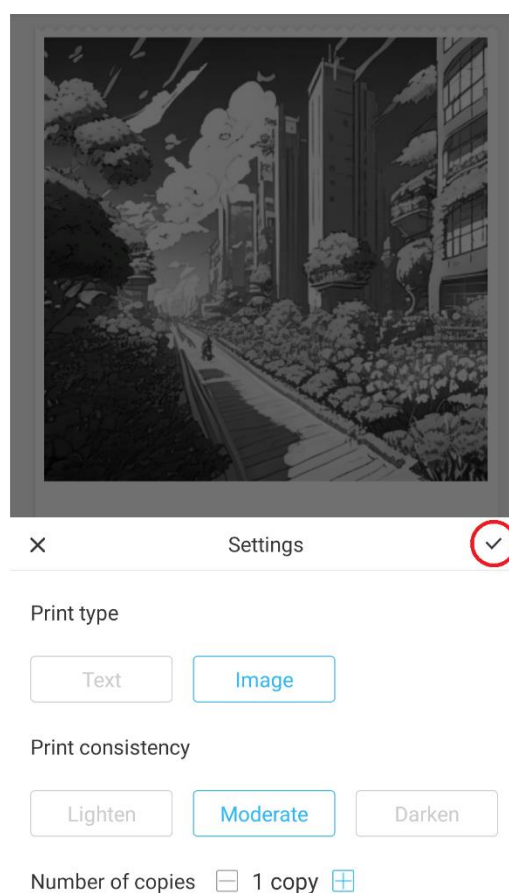 Settings
Print type
Text Image
Print consistency
Lighten Moderate Darken
Number of copies 1 copy